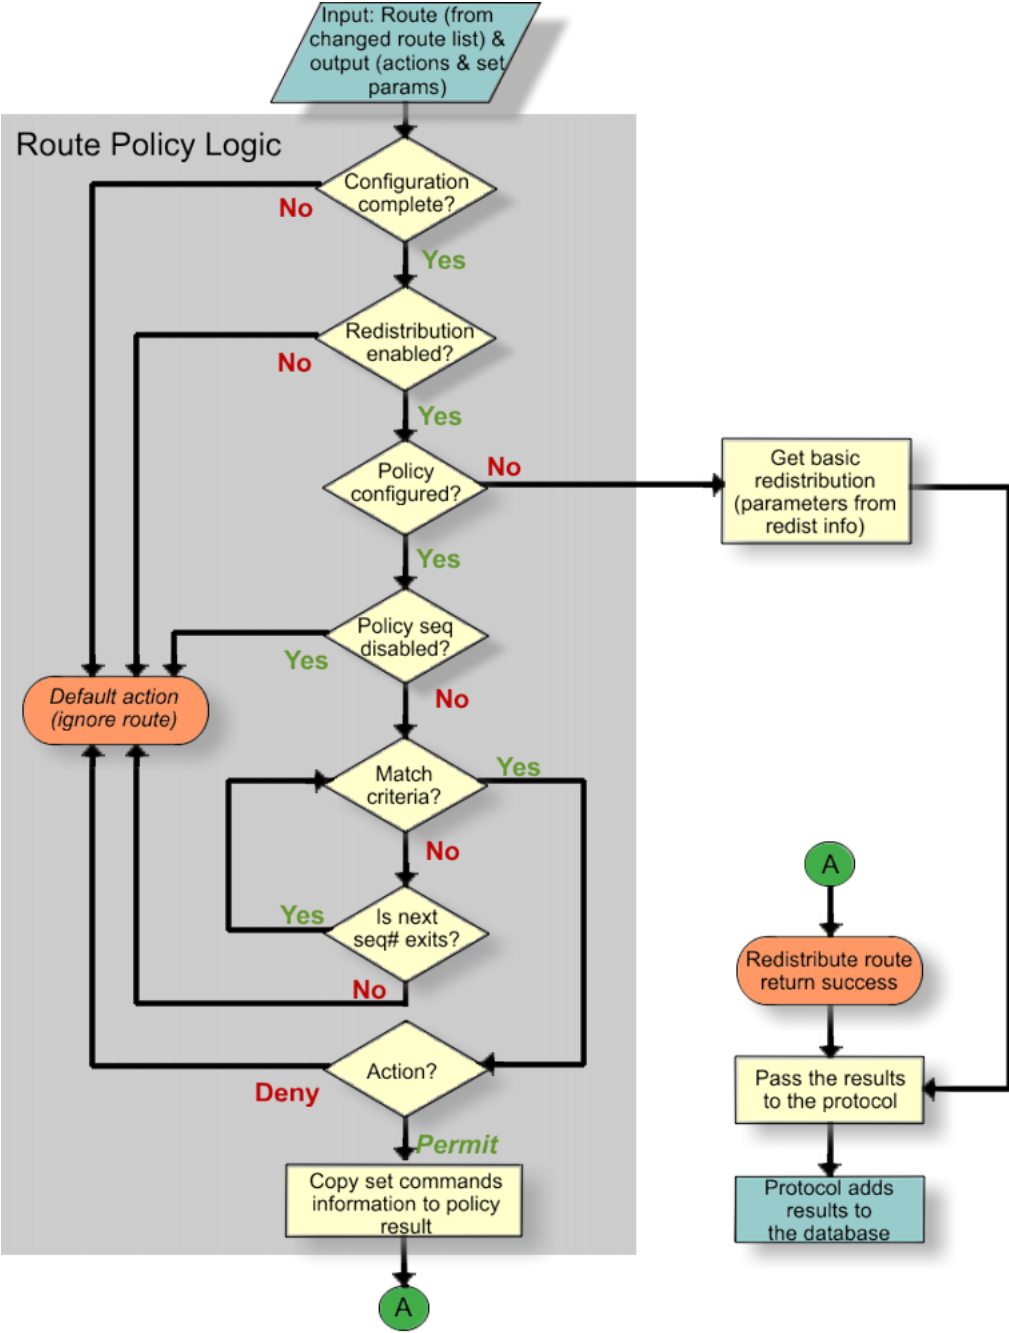 Input: Route (from
changed route list) &
output (actions & set
params)
Route Policy Logic
Configuration
complete?
No
Yes
Redistribution
enabled?
No
Yes
Policy
configured?
No
Get basic
redistribution
(parameters from
redist info)
Yes
Policy seq
disabled?
Yes
No
Default action
(ignore route)
Match
criteria?
Yes
No
Is next
seq# exits?
Yes
No
Action?
Deny
Permit
Copy set commands
information to policy
result
A
A
Redistribute route
return success
Pass the results
to the protocol
Protocol adds
results to
the database